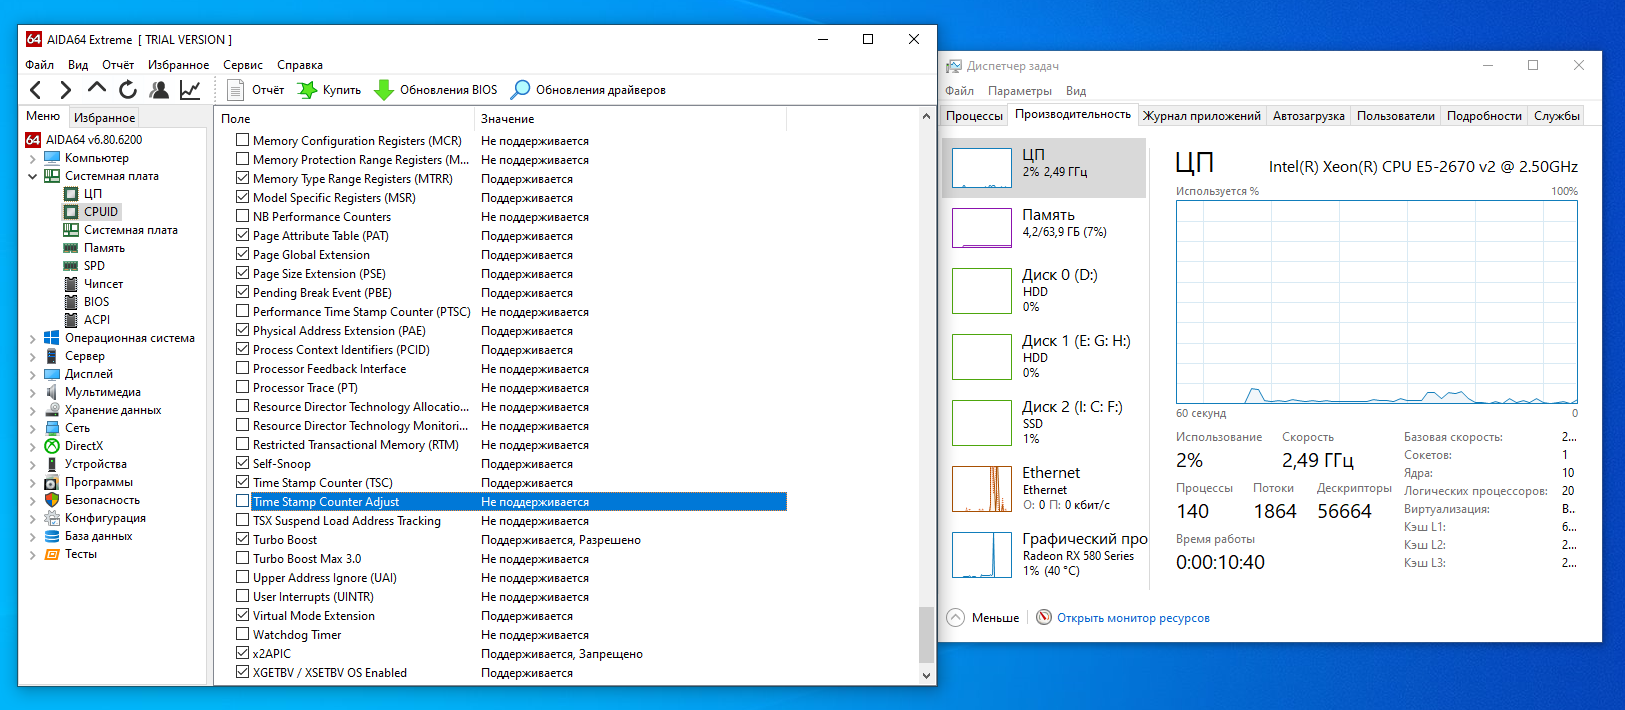 64 AIDA64 Extreme [ TRIAL VERSION ]
Файл Вид Отчёт Избранное Сервис Справка
Отчёт Купить Обновления BIOS Обновления драйверов
Меню Избранное
64 AIDA64 v6.80.6200
Компьютер
Системная плата
ЦП
CPUID
Системная плата
Память
SPD
Чипсет
BIOS
ACPI
Операционная система
Сервер
Дисплей
Мультимедиа
Хранение данных
Сеть
DirectX
Устройства
Программы
Безопасность
Конфигурация
База данных
Тесты
Поле Значение
Memory Configuration Registers (MCR) Не поддерживается
Memory Protection Range Registers (M... Не поддерживается
Memory Type Range Registers (MTRR) Поддерживается
Model Specific Registers (MSR) Поддерживается
NB Performance Counters Не поддерживается
Page Attribute Table (PAT) Поддерживается
Page Global Extension Поддерживается
Page Size Extension (PSE) Поддерживается
Pending Break Event (PBE) Поддерживается
Performance Time Stamp Counter (PTSC) Не поддерживается
Physical Address Extension (PAE) Поддерживается
Process Context Identifiers (PCID) Поддерживается
Processor Feedback Interface Не поддерживается
Processor Trace (PT) Не поддерживается
Resource Director Technology Allocatio... Не поддерживается
Resource Director Technology Monitori... Не поддерживается
Restricted Transactional Memory (RTM) Не поддерживается
Self-Snoop Поддерживается
Time Stamp Counter (TSC) Поддерживается
Time Stamp Counter Adjust Не поддерживается
TSX Suspend Load Address Tracking Не поддерживается
Turbo Boost Поддерживается, Разрешено
Turbo Boost Max 3.0 Не поддерживается
Upper Address Ignore (UAI) Не поддерживается
User Interrupts (UINTR) Не поддерживается
Virtual Mode Extension Поддерживается
Watchdog Timer Не поддерживается
x2APIC Поддерживается, Запрещено
XGETBV / XSETBV OS Enabled Поддерживается
Диспетчер задач
Файл Параметры Вид
Процессы Производительность Журнал приложений Автозагрузка Пользователи Подробности Службы
ЦП
2% 2,49 ГГц
Память
4,2/63,9 ГБ (7%)
Диск 0 (D:)
HDD
0%
Диск 1 (E: G: H:)
HDD
0%
Диск 2 (I: C: F:)
SSD
1%
Ethernet
Ethernet
О: 0 П: 0 кбит/с
Графический про
Radeon RX 580 Series
1% (40 °C)
ЦП Intel(R) Xeon(R) CPU E5-2670 v2 @ 2.50GHz
Используется % 100%
60 секунд 0
Использование Скорость
2% 2,49 ГГц
Процессы Потоки Дескрипторы
140 1864 56664
Время работы
0:00:10:40
Базовая скорость: 2...
Сокетов: 1
Ядра: 10
Логических процессоров: 20
Виртуализация: В..
Кэш L1: 6...
Кэш L2: 2...
Кэш L3: 2...
Меньше Открыть монитор ресурсов